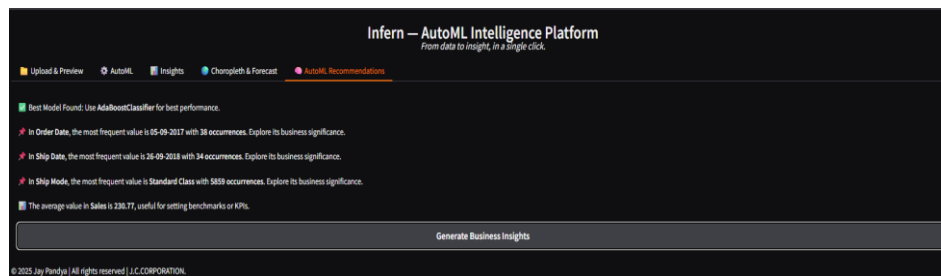 Infern — AutoML Intelligence Platform
From data to insight, in a single click.
Upload & Preview AutoML Insights Choropleth & Forecast AutoML Recommendations
Best Model Found: Use AdaBoostClassifier for best performance.
In Order Date, the most frequent value is 05-09-2017 with 38 occurrences. Explore its business significance.
In Ship Date, the most frequent value is 26-09-2018 with 34 occurrences. Explore its business significance.
In Ship Mode, the most frequent value is Standard Class with 5859 occurrences. Explore its business significance.
The average value in Sales is 230.77, useful for setting benchmarks or KPIs.
Generate Business Insights
© 2025 Jay Pandya | All rights reserved | J.C.CORPORATION.